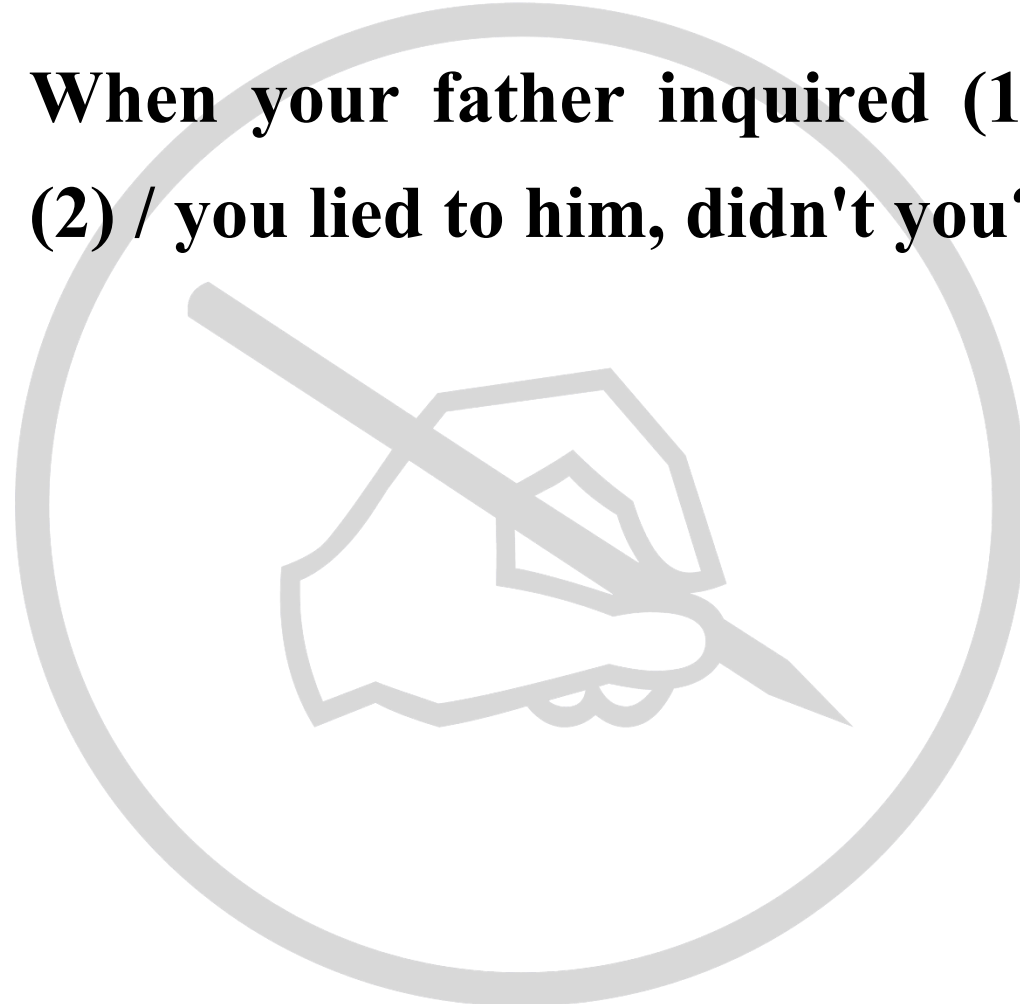 When your father inquired (1
(2) / you lied to him, didn't you?